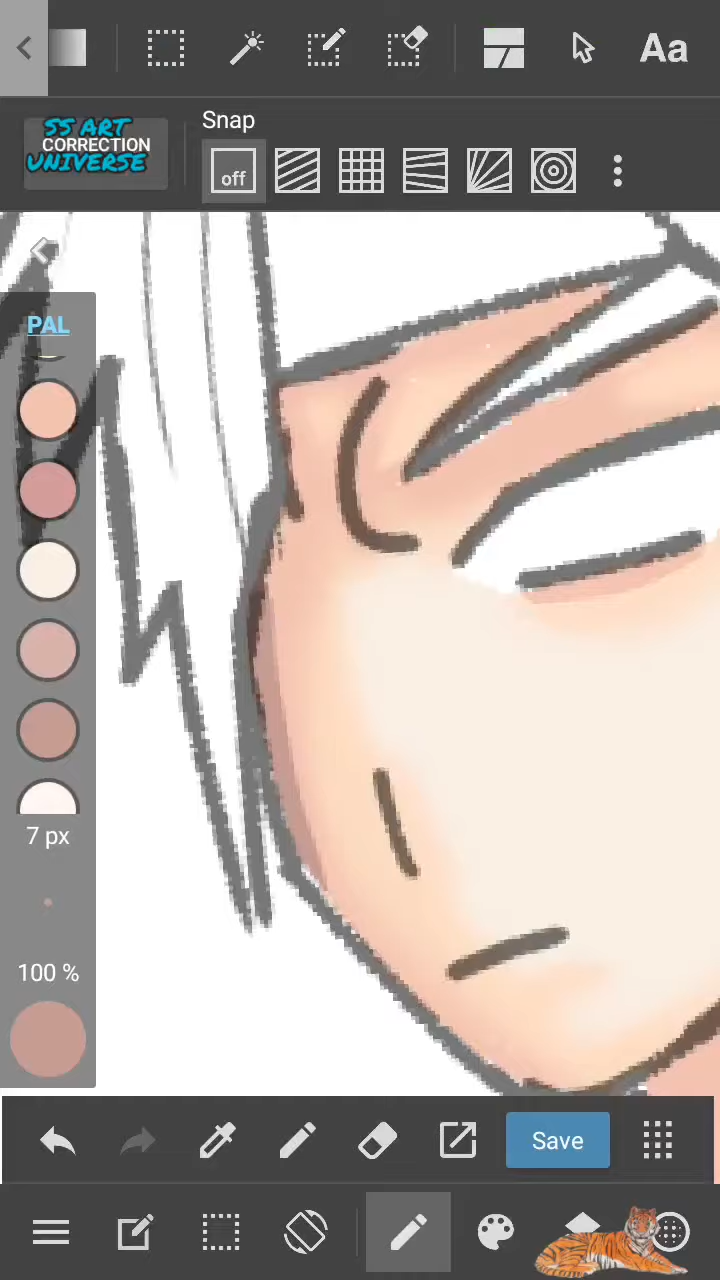 Aa
Snap
SS ART
CORRECTION
UNIVERSE
off
PAL
7 px
100 %
Save